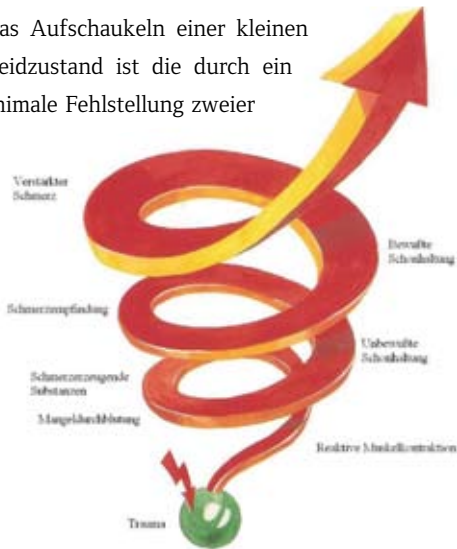 as Aufschaukeln einer kleinen
eidzustand ist die durch ein
nimale Fehlstellung zweier
Verstärkter
Schmerz
Bewußte
Schonhaltung
Schmerzempfindung
Unbewußte
Schonhaltung
Schmerzerzeugende
Substanzen
Mangeldurchblutung
Reaktive Muskelkontraktion
Trauma